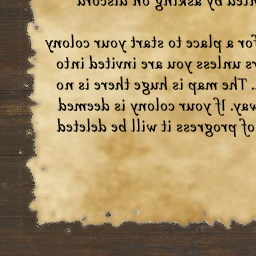 by asking on discord
for a place to start your colony
unless you are invited into
. The map is huge there is no
way. If your colony is deemed
of progress it will be deleted